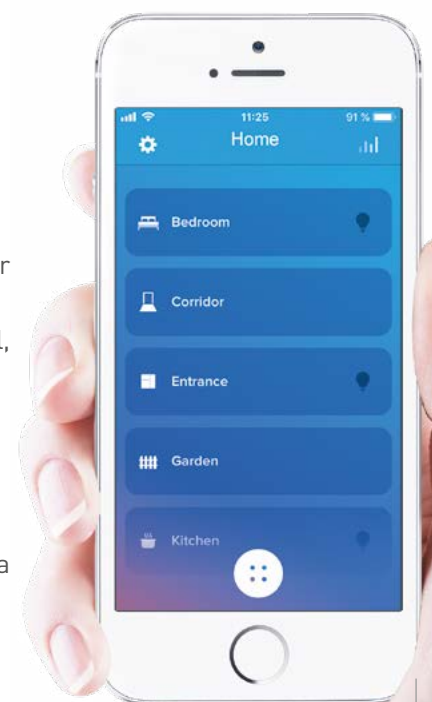 11:25
91 %
Home
Bedroom
Corridor
Entrance
Garden
Kitchen
r
,
a